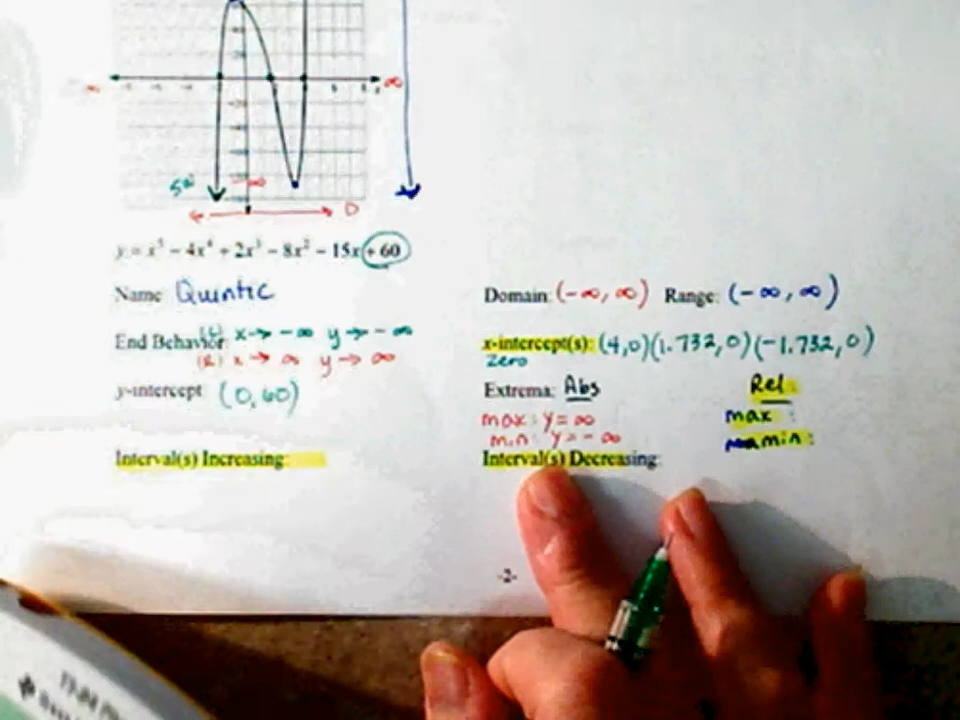 ∞
SW
∞
D
y = x⁵ − 4x⁴ + 2x³ − 8x² − 15x + 60
Name: Quintic
Domain: (-∞, ∞) Range: (-∞, ∞)
End Behavior: (L) x → -∞ y → -∞
(R) x → ∞ y → ∞
x-intercept(s): (4,0)(1.732,0)(-1.732,0)
Zero
y-intercept: (0,60)
Extrema: Abs Rel:
max: y = ∞ max:
min: y = -∞ min:
Interval(s) Increasing:
Interval(s) Decreasing:
-2-